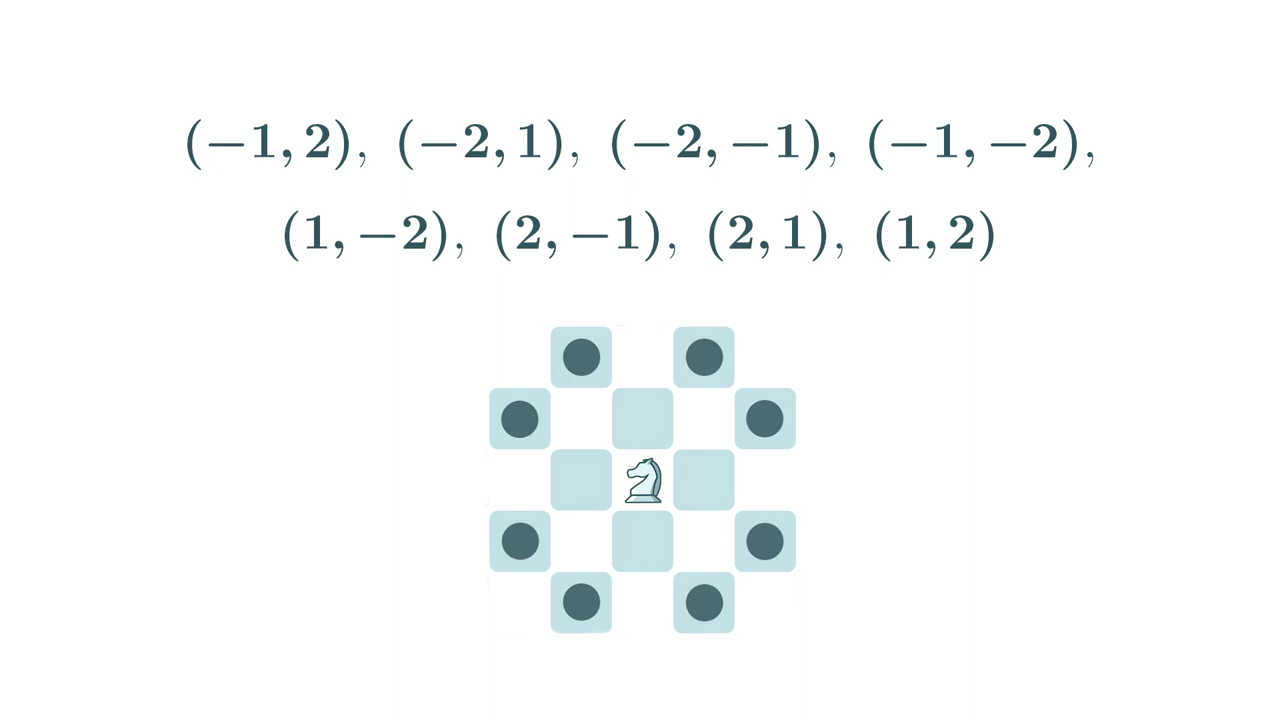 (−1, 2), (−2, 1), (−2, −1), (−1, −2),
(1, −2), (2, −1), (2, 1), (1, 2)